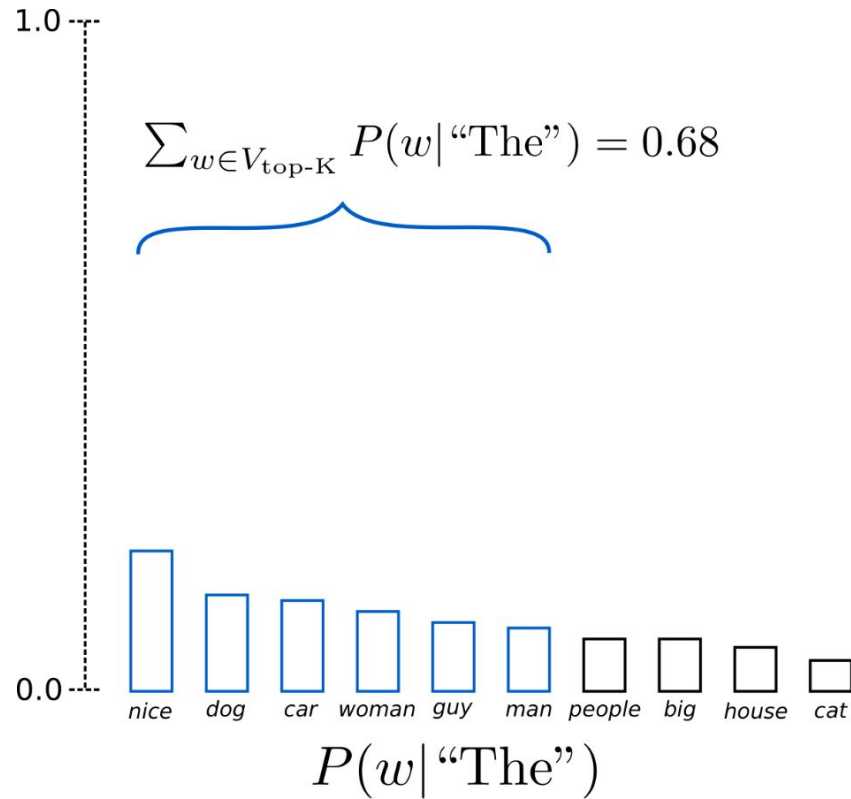 1.0
∑w∈Vtop-K P(w|“The”) = 0.68
0.0
nice dog car woman guy man people big house cat
P(w|“The”)